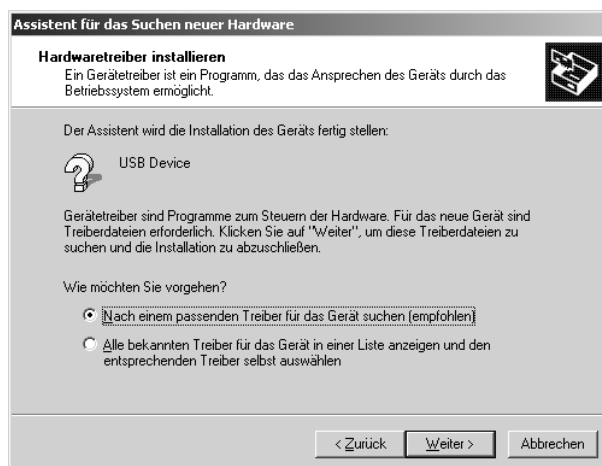 Assistent für das Suchen neuer Hardware
Hardwaretreiber installieren
Ein Gerätetreiber ist ein Programm, das das Ansprechen des Geräts durch das
Betriebssystem ermöglicht.
Der Assistent wird die Installation des Geräts fertig stellen:
USB Device
Gerätetreiber sind Programme zum Steuern der Hardware. Für das neue Gerät sind
Treiberdateien erforderlich. Klicken Sie auf "Weiter", um diese Treiberdateien zu
suchen und die Installation zu abzuschließen.
Wie möchten Sie vorgehen?
Nach einem passenden Treiber für das Gerät suchen (empfohlen)
Alle bekannten Treiber für das Gerät in einer Liste anzeigen und den
entsprechenden Treiber selbst auswählen
< Zurück Weiter > Abbrechen